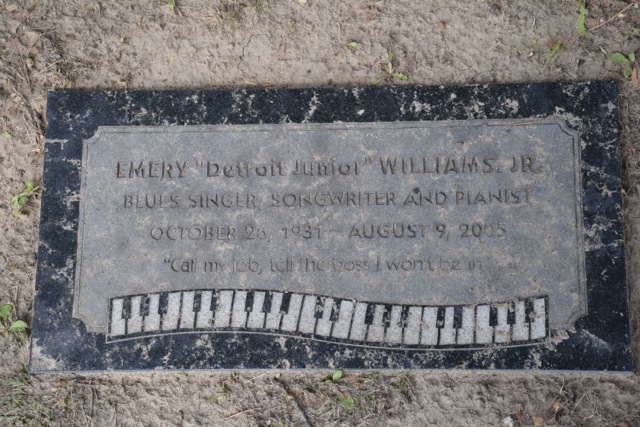 EMERY "Detroit Junior" WILLIAMS, JR.
BLUES SINGER, SONGWRITER AND PIANIST
OCTOBER 26, 1931 – AUGUST 9, 2005
"Call my job, tell the boss I won't be in"